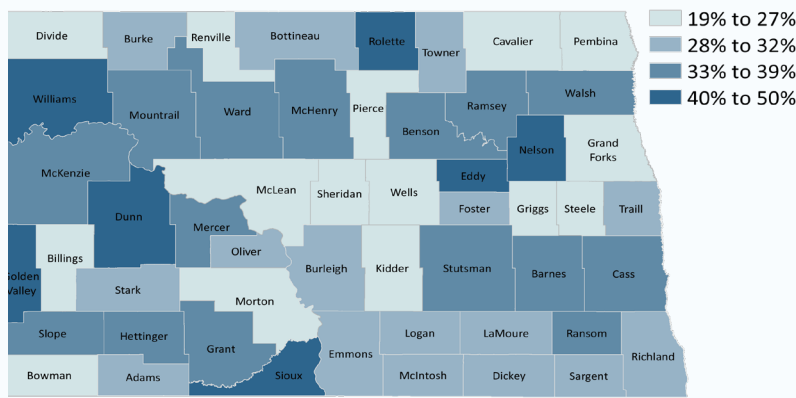 19% to 27%
28% to 32%
33% to 39%
40% to 50%
Divide
Burke
Renville
Bottineau
Rolette
Towner
Cavalier
Pembina
Williams
Mountrail
Ward
McHenry
Pierce
Benson
Ramsey
Walsh
Nelson
Grand
Forks
McKenzie
Dunn
McLean
Sheridan
Wells
Eddy
Foster
Griggs
Steele
Traill
Mercer
Oliver
Billings
Golden
Valley
Stark
Morton
Burleigh
Kidder
Stutsman
Barnes
Cass
Slope
Hettinger
Grant
Emmons
Logan
LaMoure
Ransom
Richland
Bowman
Adams
Sioux
McIntosh
Dickey
Sargent